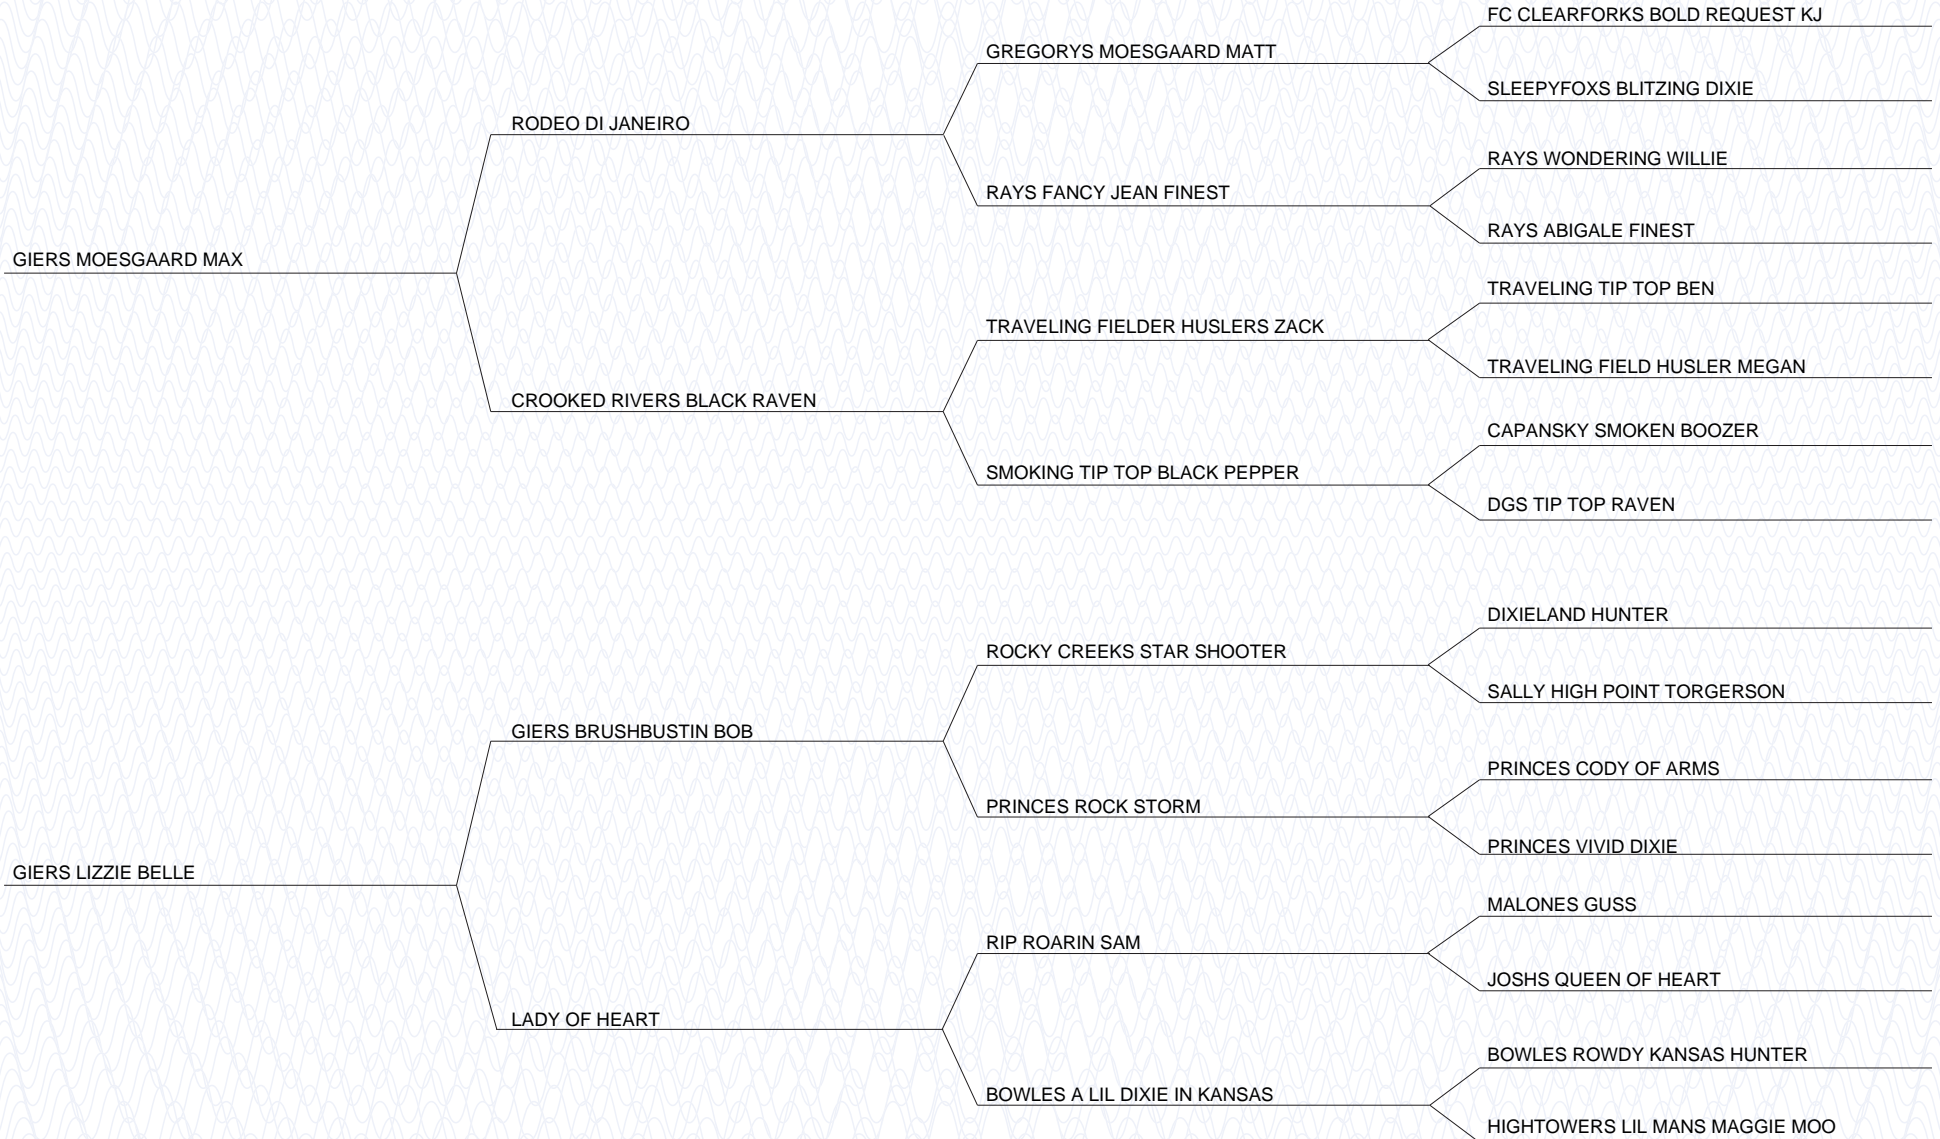 FC CLEARFORKS BOLD REQUEST KJ
GREGORYS MOESGAARD MATT
SLEEPYFOXS BLITZING DIXIE
RODEO DI JANEIRO
RAYS WONDERING WILLIE
RAYS FANCY JEAN FINEST
RAYS ABIGALE FINEST
GIERS MOESGAARD MAX
TRAVELING TIP TOP BEN
TRAVELING FIELDER HUSLERS ZACK
TRAVELING FIELD HUSLER MEGAN
CROOKED RIVERS BLACK RAVEN
CAPANSKY SMOKEN BOOZER
SMOKING TIP TOP BLACK PEPPER
DGS TIP TOP RAVEN
DIXIELAND HUNTER
ROCKY CREEKS STAR SHOOTER
SALLY HIGH POINT TORGERSON
GIERS BRUSHBUSTIN BOB
PRINCES CODY OF ARMS
PRINCES ROCK STORM
PRINCES VIVID DIXIE
GIERS LIZZIE BELLE
MALONES GUSS
RIP ROARIN SAM
JOSHS QUEEN OF HEART
LADY OF HEART
BOWLES ROWDY KANSAS HUNTER
BOWLES A LIL DIXIE IN KANSAS
HIGHTOWERS LIL MANS MAGGIE MOO